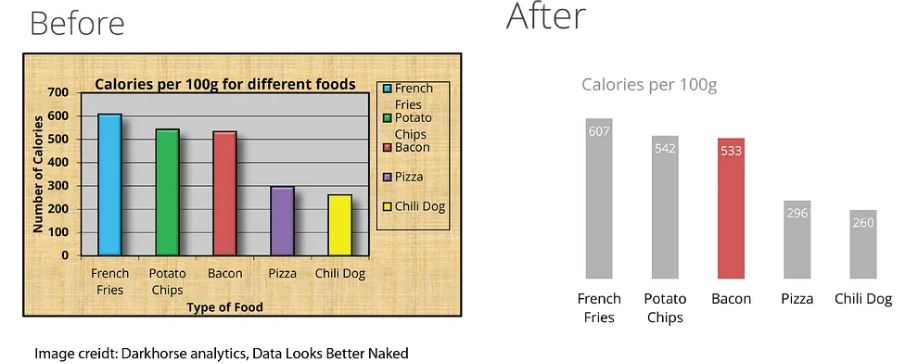 Before
Calories per 100g for different foods
Number of Calories
700
600
500
400
300
200
100
0
French
Fries
Potato
Chips
Bacon
Pizza
Chili Dog
Type of Food
French
Fries
Potato
Chips
Bacon
Pizza
Chili Dog
Image creidt: Darkhorse analytics, Data Looks Better Naked
After
Calories per 100g
607
542
533
296
260
French
Fries
Potato
Chips
Bacon
Pizza
Chili Dog